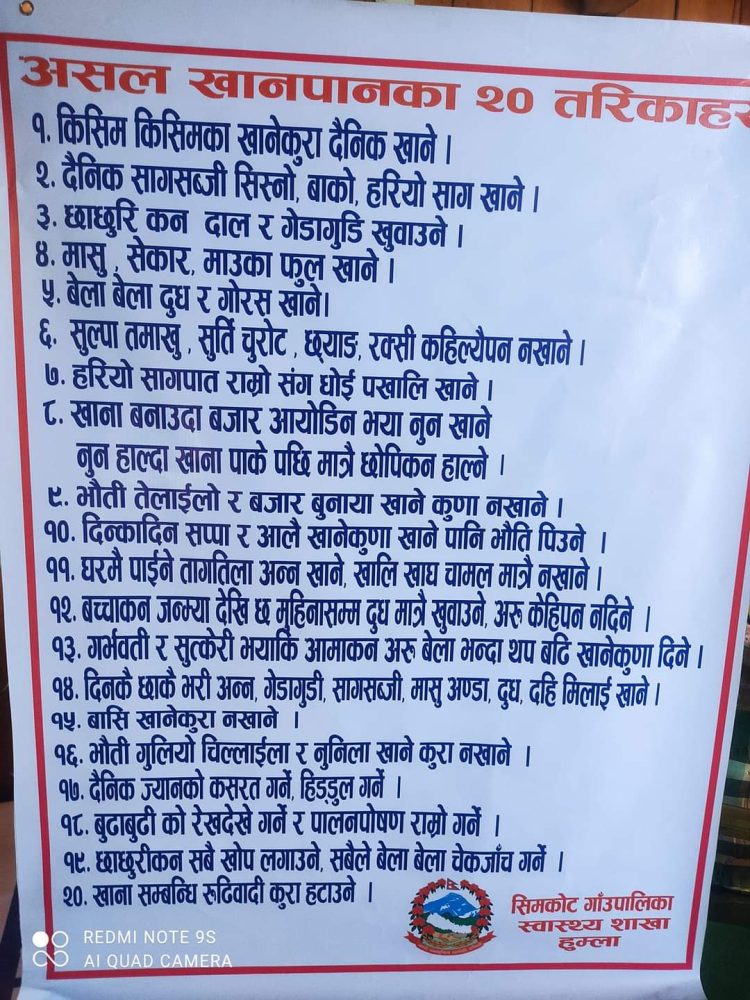 असल खानपानका २० तरिकाहरु
१. किसिम किसिमका खानेकुरा दैनिक खाने ।
२. दैनिक सागसब्जी सिस्नो, बाको, हरियो साग खाने ।
३. छाछुरि कन दाल र गेडागुडि खुवाउने ।
४. मासु , सेकार, माउका फुल खाने ।
५. बेला बेला दुध र गोरस खाने।
६. सुल्पा तमाखु , सुर्ति चुरोट , छ्याङ, रक्सी कहिल्यैपन नखाने ।
७. हरियो सागपात राम्रो संग धोई पखालि खाने ।
८. खाना बनाउदा बजार आयोडिन भया नुन खाने
नुन हाल्दा खाना पाके पछि मात्रै छोपिकन हाल्ने ।
९. भौती तेलाईलो र बजार बुनाया खाने कुणा नखाने ।
१०. दिन्कादिन सप्पा र आलै खानेकुणा खाने पानि भौति पिउने ।
११. घरमै पाईने तागतिला अन्न खाने, खालि खाघ चामल मात्रै नखाने ।
१२. बच्चाकन जन्म्या देखि छ मुहिनासम्म दुध मात्रै खुवाउने, अरु केहिपन नदिने ।
१३. गर्भवती र सुत्केरी भयाकि आमाकन अरु बेला भन्दा थप बढि खानेकुणा दिने ।
१४. दिनकै छाकै भरी अन्न, गेडागुडी, सागसब्जी, मासु अण्डा, दुध, दहि मिलाई खाने ।
१५. बासि खानेकुरा नखाने ।
१६. भौती गुलियो चिल्लाईला र नुनिला खाने कुरा नखाने ।
१७. दैनिक ज्यानको कसरत गर्ने, हिड्डुल गर्ने ।
१८. बुढाबुढी को रेखदेखे गर्ने र पालनपोषण राम्रो गर्ने ।
१९. छाछुरीकन सबै खोप लगाउने, सबैले बेला बेला चेकजाँच गर्ने ।
२०. खाना सम्बन्धि रुढिवादी कुरा हटाउने ।
सिमकोट गाँउपालिका
स्वास्थ्य शाखा
हुम्ला
REDMI NOTE 9S
AI QUAD CAMERA